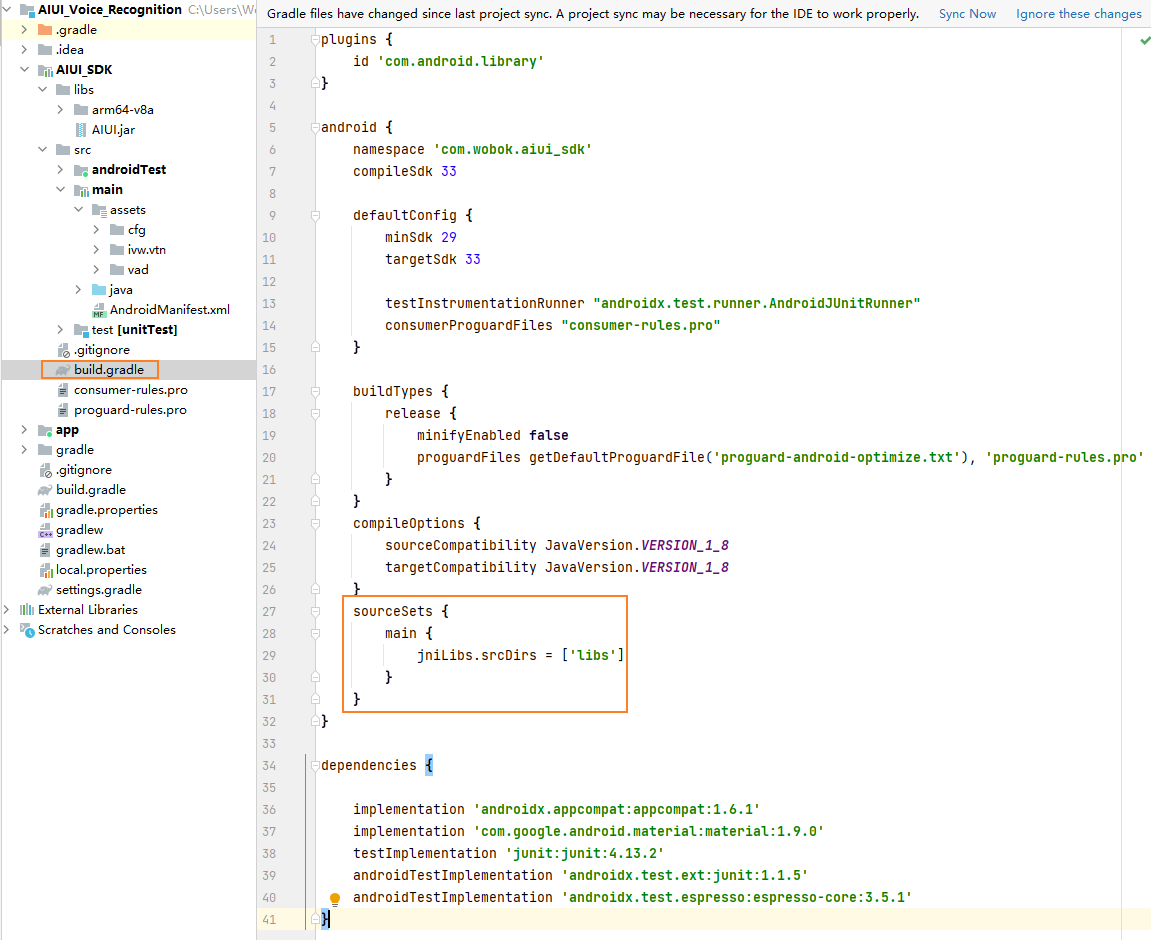 AIUI_Voice_Recognition C:\Users\Wo
.gradle
.idea
AIUI_SDK
libs
arm64-v8a
AIUI.jar
src
androidTest
main
assets
cfg
ivw.vtn
vad
java
AndroidManifest.xml
test [unitTest]
.gitignore
build.gradle
consumer-rules.pro
proguard-rules.pro
app
gradle
.gitignore
build.gradle
gradle.properties
gradlew
gradlew.bat
local.properties
settings.gradle
External Libraries
Scratches and Consoles
Gradle files have changed since last project sync. A project sync may be necessary for the IDE to work properly. Sync Now Ignore these changes
1 plugins {
2     id 'com.android.library'
3 }
4
5 android {
6     namespace 'com.wobok.aiui_sdk'
7     compileSdk 33
8
9     defaultConfig {
10         minSdk 29
11         targetSdk 33
12
13         testInstrumentationRunner "androidx.test.runner.AndroidJUnitRunner"
14         consumerProguardFiles "consumer-rules.pro"
15     }
16
17     buildTypes {
18         release {
19             minifyEnabled false
20             proguardFiles getDefaultProguardFile('proguard-android-optimize.txt'), 'proguard-rules.pro'
21         }
22     }
23     compileOptions {
24         sourceCompatibility JavaVersion.VERSION_1_8
25         targetCompatibility JavaVersion.VERSION_1_8
26     }
27     sourceSets {
28         main {
29             jniLibs.srcDirs = ['libs']
30         }
31     }
32 }
33
34 dependencies {
35
36     implementation 'androidx.appcompat:appcompat:1.6.1'
37     implementation 'com.google.android.material:material:1.9.0'
38     testImplementation 'junit:junit:4.13.2'
39     androidTestImplementation 'androidx.test.ext:junit:1.1.5'
40     androidTestImplementation 'androidx.test.espresso:espresso-core:3.5.1'
41 }